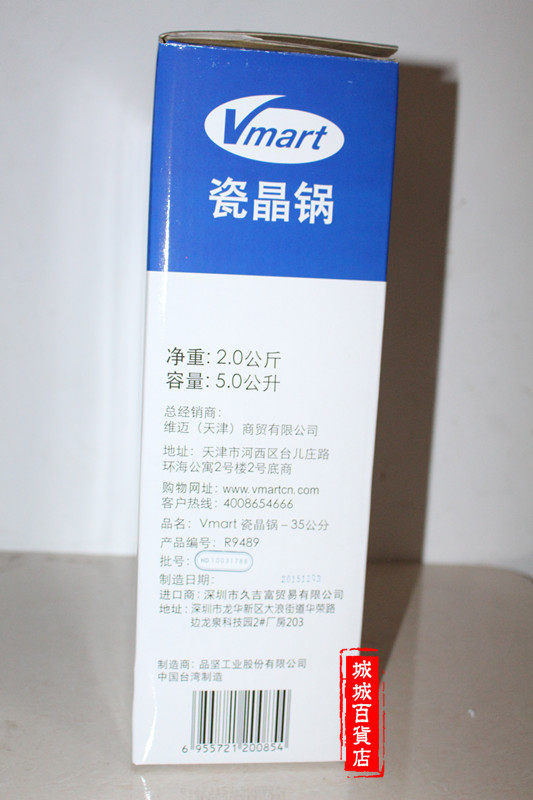 Vmart
瓷晶锅
净重: 2.0公斤
容量: 5.0公升
总经销商:
维迈（天津）商贸有限公司
地址: 天津市河西区台儿庄路
环海公寓2号楼2号底商
购物网址: www.vmartcn.com
客户热线: 4008654666
品名: Vmart 瓷晶锅－35公分
产品编号: R9489
批号:
制造日期:
进口商: 深圳市久吉富贸易有限公司
地址: 深圳市龙华新区大浪街道华荣路
边龙泉科技园2#厂房203
制造商: 品坚工业股份有限公司
中国台湾制造
6 955721 200854
城城百貨店